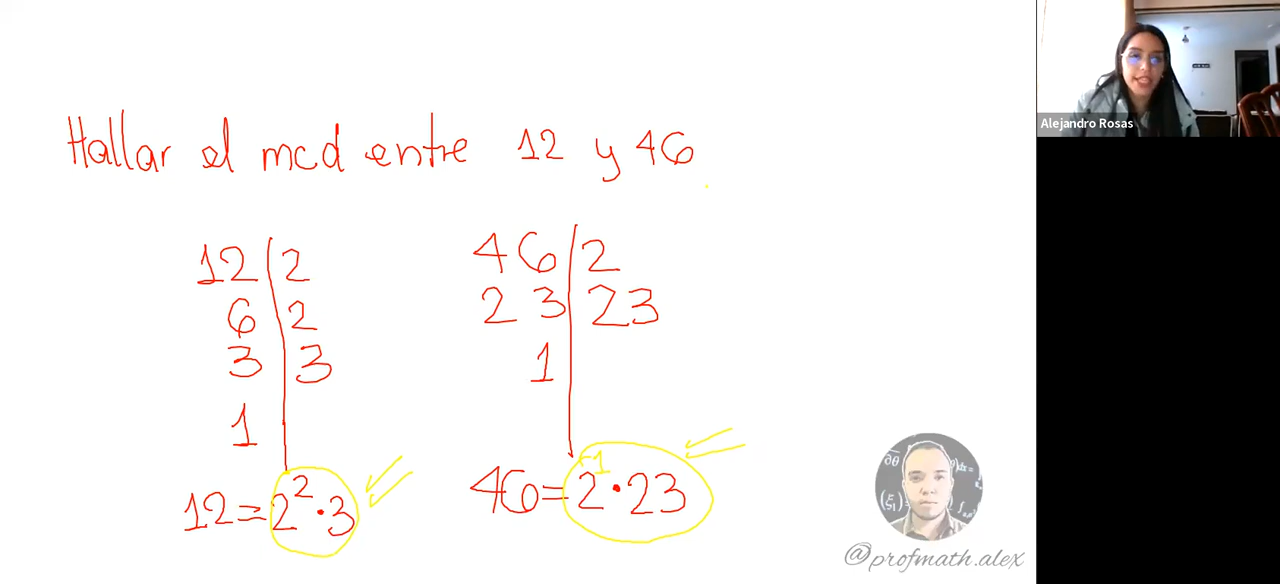 Hallar el mcd entre 12 y 46
12 | 2
6 | 2
3 | 3
1
12 = 2² · 3
46 | 2
23 | 23
1
46 = 2¹ · 23
Alejandro Rosas
@profmath.alex